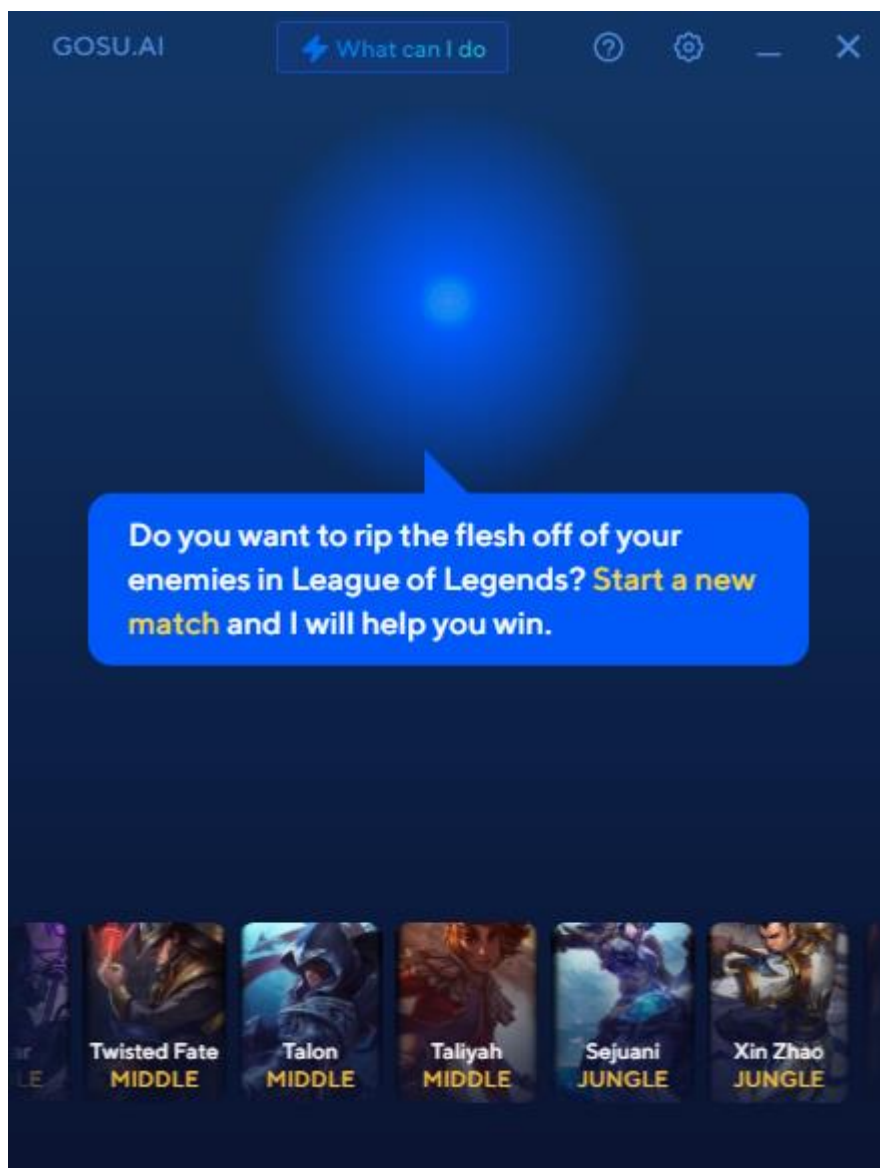 GOSU.AI
What can I do
Do you want to rip the flesh off of your
enemies in League of Legends? Start a new
match and I will help you win.
Twisted Fate
MIDDLE
Talon
MIDDLE
Taliyah
MIDDLE
Sejuani
JUNGLE
Xin Zhao
JUNGLE